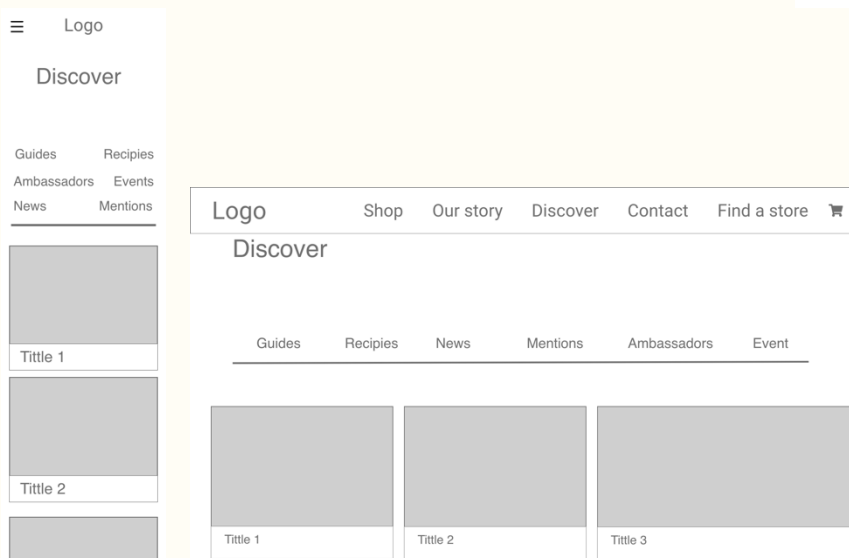 Logo
Discover
Guides Recipies
Ambassadors Events
News Mentions
Tittle 1
Tittle 2
Logo Shop Our story Discover Contact Find a store
Discover
Guides Recipies News Mentions Ambassadors Event
Tittle 1 Tittle 2 Tittle 3